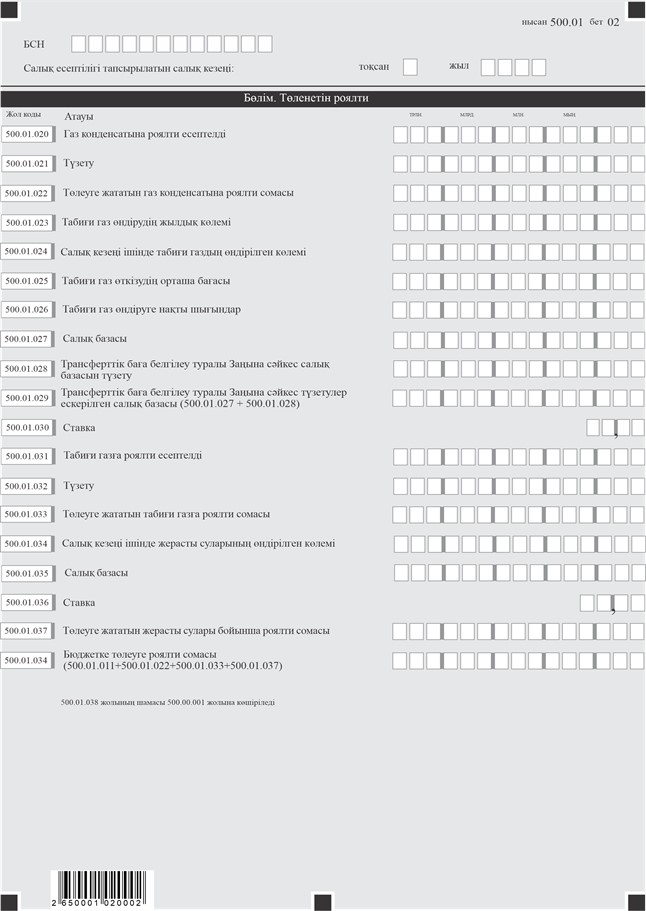 нысан 500.01 бет 02
БСН
Салық есептілігі тапсырылатын салық кезеңі: тоқсан жыл
Бөлім. Төленетін роялти
Жол коды Атауы трлн млрд млн мың
500.01.020 Газ конденсатына роялти есептелді
500.01.021 Түзету
500.01.022 Төлеуге жататын газ конденсатына роялти сомасы
500.01.023 Табиғи газ өндірудің жылдық көлемі
500.01.024 Салық кезеңі ішінде табиғи газдың өндірілген көлемі
500.01.025 Табиғи газ өткізудің орташа бағасы
500.01.026 Табиғи газ өндіруге нақты шығындар
500.01.027 Салық базасы
500.01.028 Трансферттік баға белгілеу туралы Заңына сәйкес салық
базасын түзету
500.01.029 Трансферттік баға белгілеу туралы Заңына сәйкес түзетулер
ескерілген салық базасы (500.01.027 + 500.01.028)
500.01.030 Ставка ,
500.01.031 Табиғи газға роялти есептелді
500.01.032 Түзету
500.01.033 Төлеуге жататын табиғи газға роялти сомасы
500.01.034 Салық кезеңі ішінде жерасты суларының өндірілген көлемі
500.01.035 Салық базасы
500.01.036 Ставка ,
500.01.037 Төлеуге жататын жерасты сулары бойынша роялти сомасы
500.01.034 Бюджетке төлеуге роялти сомасы
(500.01.011+500.01.022+500.01.033+500.01.037)
500.01.038 жолының шамасы 500.00.001 жолына көшіріледі
2 650001 020002